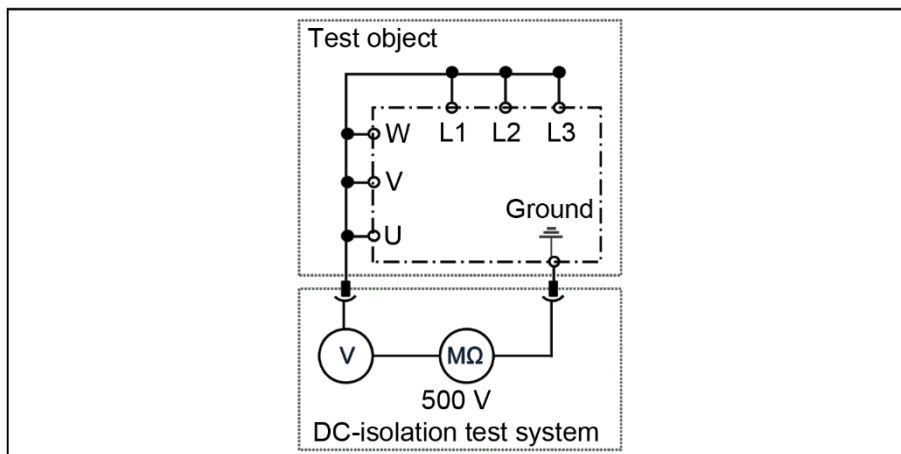 Test object
W L1 L2 L3
V
Ground
U
V MΩ
500 V
DC-isolation test system